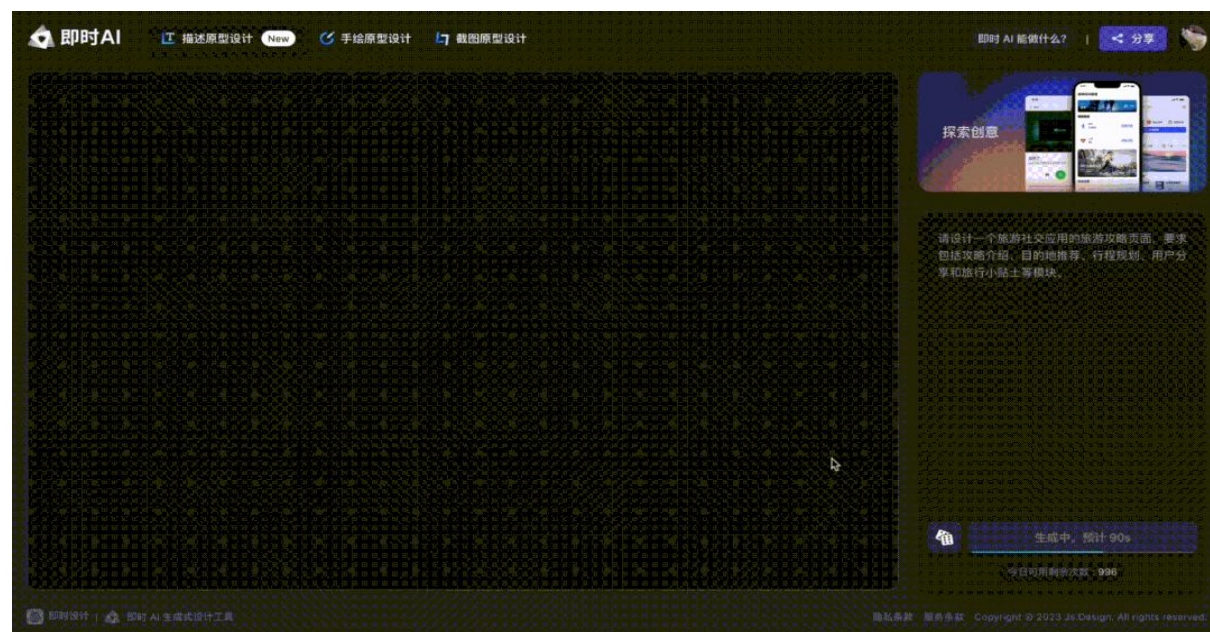 即时AI
描述原型设计 New
手绘原型设计
截图原型设计
即时 AI 能做什么?
分享
探索创意
请设计一个旅游社交应用的旅游攻略页面，要求
包括攻略介绍、目的地推荐、行程规划、用户分
享和旅行小贴士等模块。
生成中，预计 90s
今日可用剩余次数：996
即时设计 | 即时 AI 生成式设计工具
隐私条款 服务条款 Copyright © 2023 Js.Design. All rights reserved.